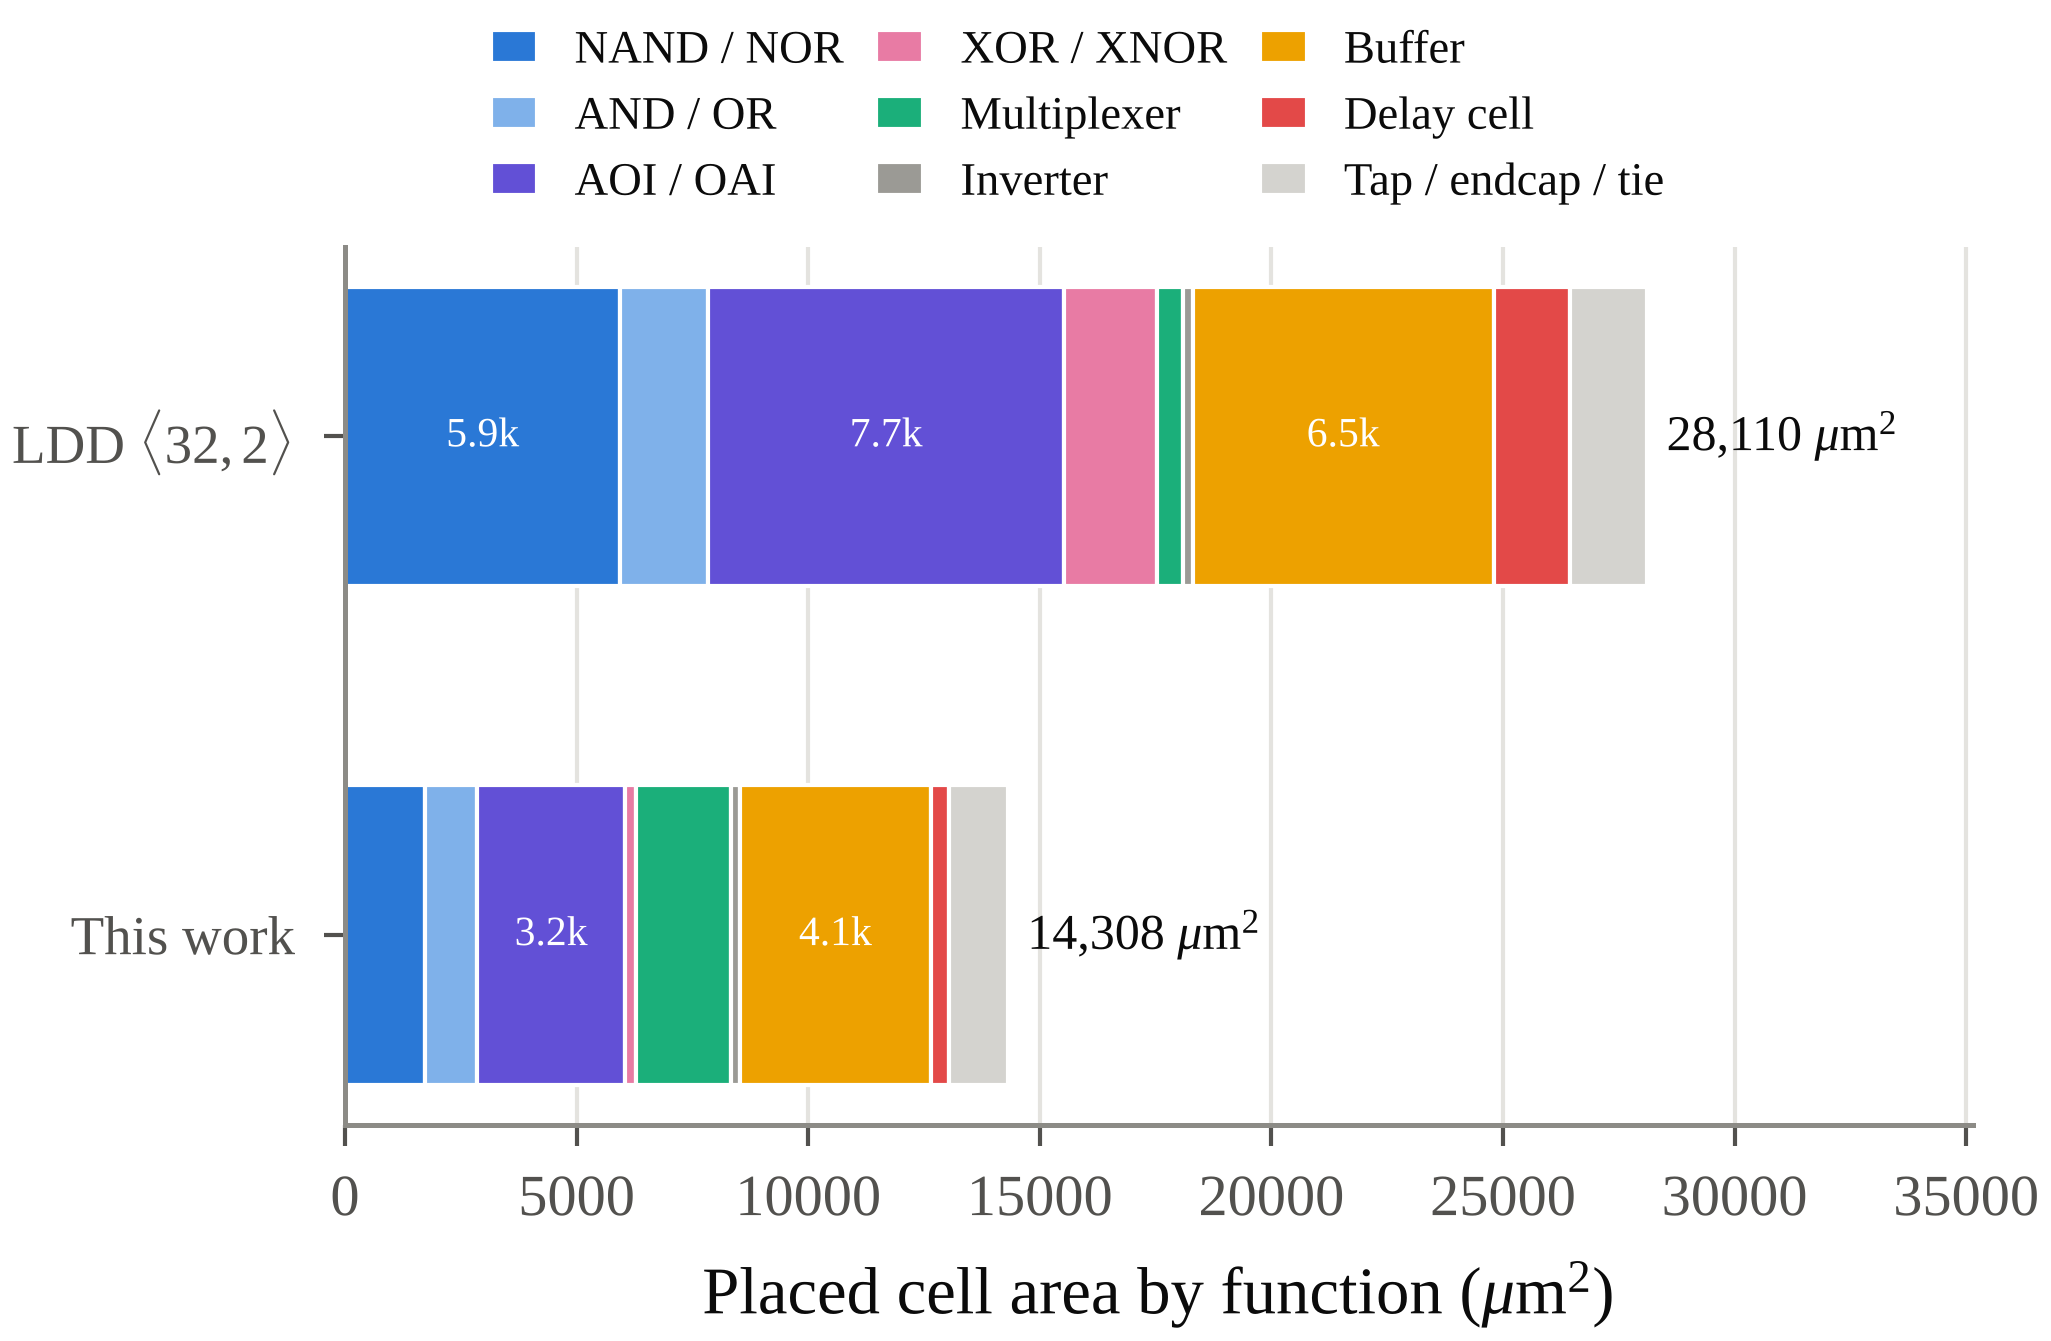 NAND / NOR XOR / XNOR Buffer
AND / OR Multiplexer Delay cell
AOI / OAI Inverter Tap / endcap / tie
LDD ⟨32, 2⟩ 5.9k 7.7k 6.5k 28,110 μm²
This work 3.2k 4.1k 14,308 μm²
0 5000 10000 15000 20000 25000 30000 35000
Placed cell area by function (μm²)